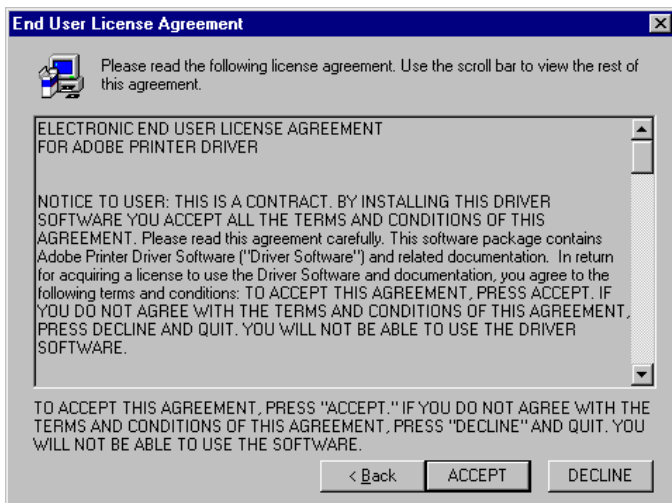 End User License Agreement
Please read the following license agreement. Use the scroll bar to view the rest of
this agreement.
ELECTRONIC END USER LICENSE AGREEMENT
FOR ADOBE PRINTER DRIVER
NOTICE TO USER: THIS IS A CONTRACT. BY INSTALLING THIS DRIVER
SOFTWARE YOU ACCEPT ALL THE TERMS AND CONDITIONS OF THIS
AGREEMENT. Please read this agreement carefully. This software package contains
Adobe Printer Driver Software ("Driver Software") and related documentation. In return
for acquiring a license to use the Driver Software and documentation, you agree to the
following terms and conditions: TO ACCEPT THIS AGREEMENT, PRESS ACCEPT. IF
YOU DO NOT AGREE WITH THE TERMS AND CONDITIONS OF THIS AGREEMENT,
PRESS DECLINE AND QUIT. YOU WILL NOT BE ABLE TO USE THE DRIVER
SOFTWARE.
TO ACCEPT THIS AGREEMENT, PRESS "ACCEPT." IF YOU DO NOT AGREE WITH THE
TERMS AND CONDITIONS OF THIS AGREEMENT, PRESS "DECLINE" AND QUIT. YOU
WILL NOT BE ABLE TO USE THE SOFTWARE.
< Back ACCEPT DECLINE